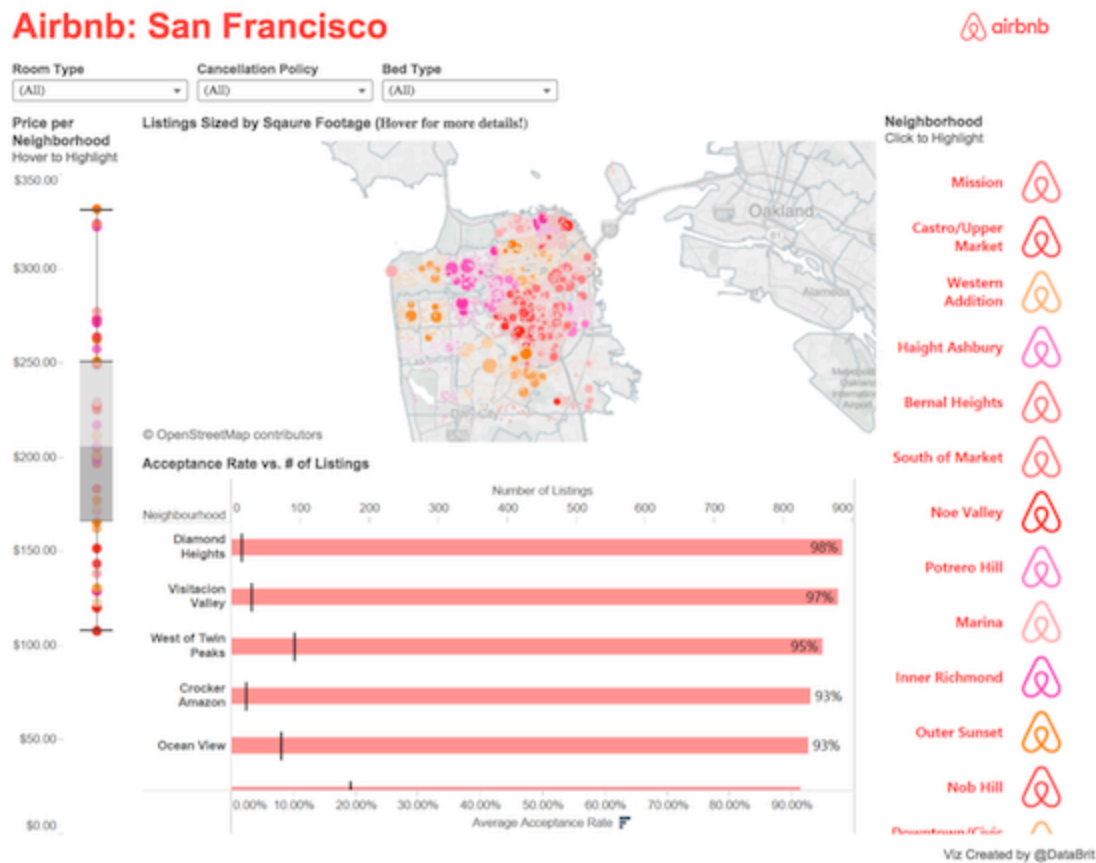 Airbnb: San Francisco
airbnb
Room Type
Cancellation Policy
Bed Type
(All)
(All)
(All)
Price per
Neighborhood
Hover to Highlight
Listings Sized by Sqaure Footage (Hover for more details!)
Neighborhood
Click to Highlight
$350.00
$300.00
$250.00
$200.00
$150.00
$100.00
$50.00
$0.00
Oakland
Alameda
Metropolitan
Oakland
International
Airport
© OpenStreetMap contributors
Acceptance Rate vs. # of Listings
Number of Listings
0 100 200 300 400 500 600 700 800 900
Neighbourhood
Diamond
Heights
98%
Visitacion
Valley
97%
West of Twin
Peaks
95%
Crocker
Amazon
93%
Ocean View
93%
0.00% 10.00% 20.00% 30.00% 40.00% 50.00% 60.00% 70.00% 80.00% 90.00%
Average Acceptance Rate
Mission
Castro/Upper
Market
Western
Addition
Haight Ashbury
Bernal Heights
South of Market
Noe Valley
Potrero Hill
Marina
Inner Richmond
Outer Sunset
Nob Hill
Downtown/Civic
Viz Created by @DataBrit